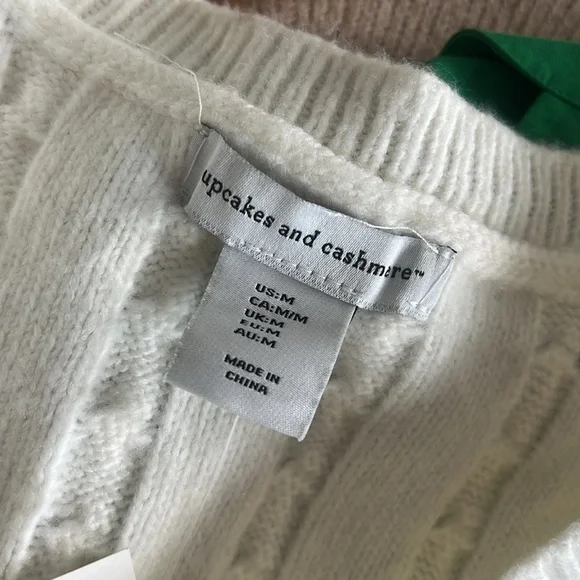 upcakes and cashmere™
US:M
CA:M/M
UK:M
EU:M
AU:M
MADE IN
CHINA